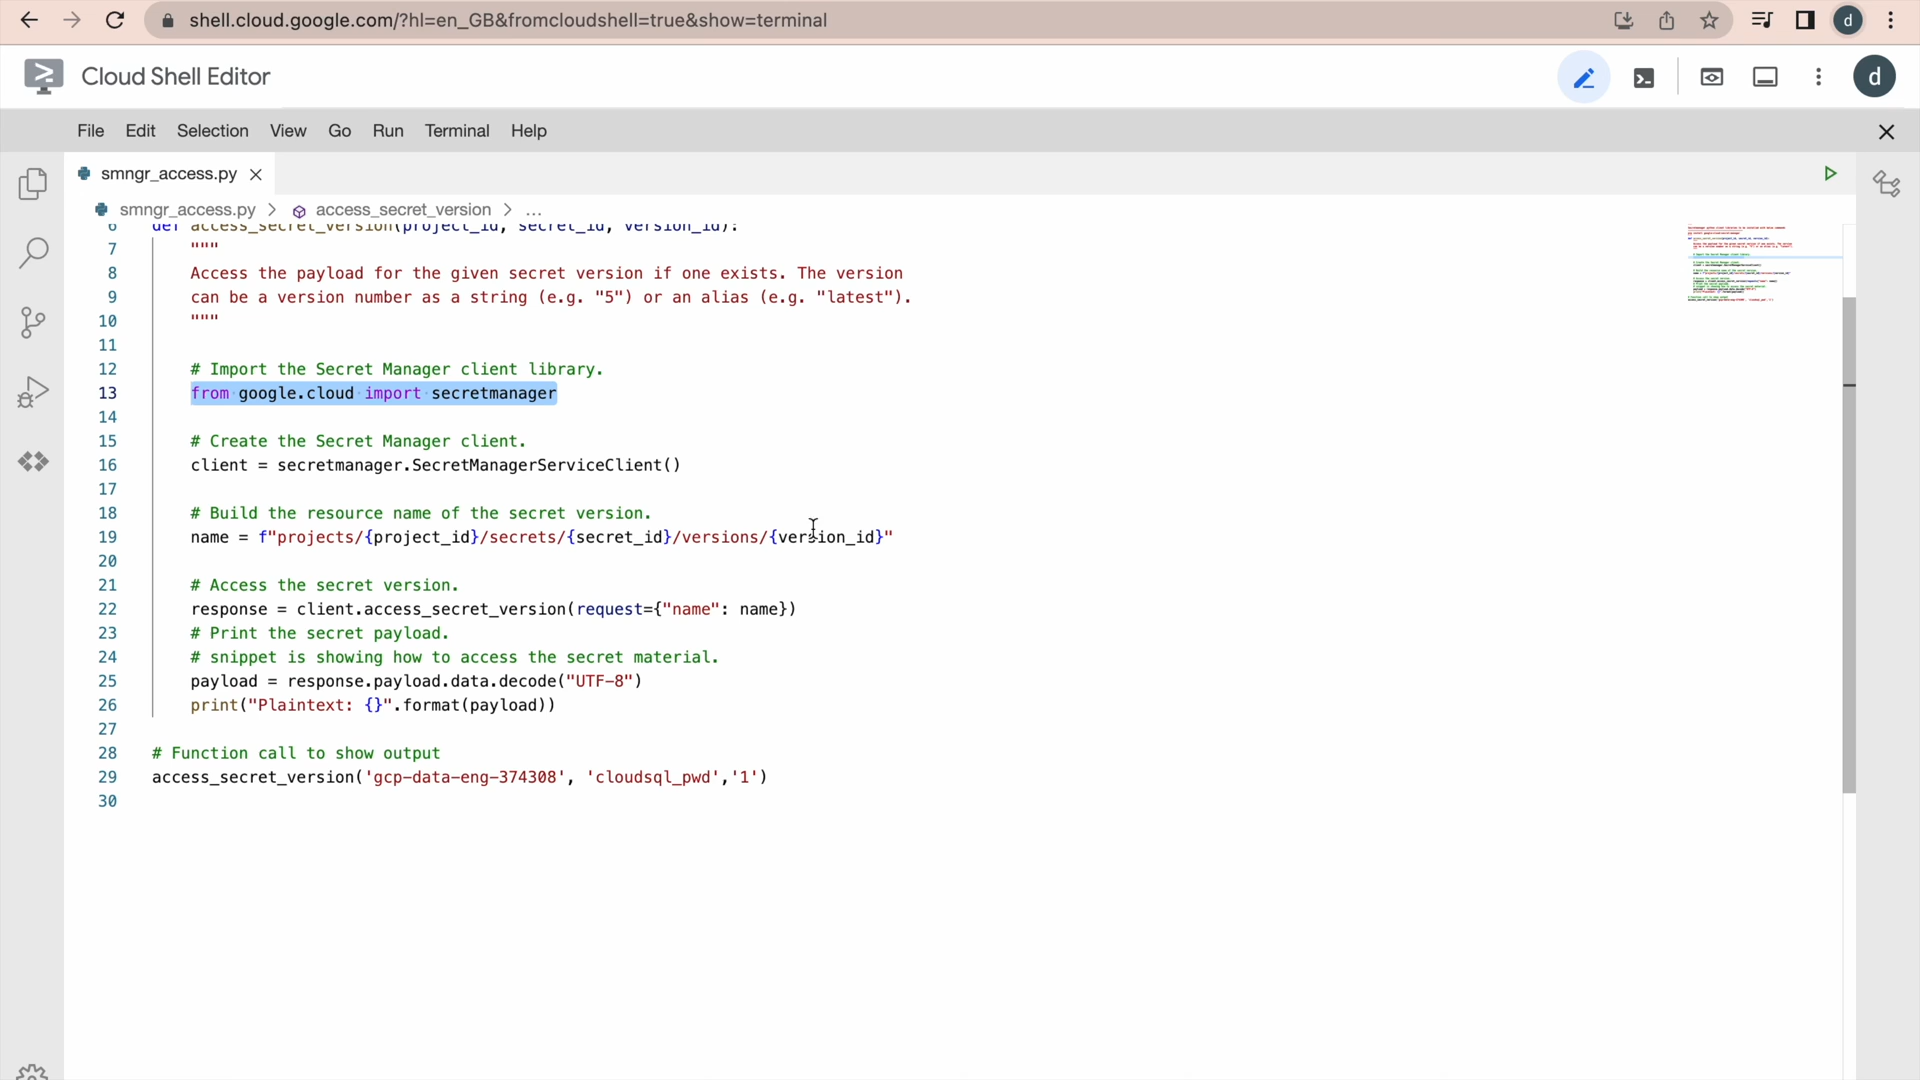 shell.cloud.google.com/?hl=en_GB&fromcloudshell=true&show=terminal
d
Cloud Shell Editor
d
File Edit Selection View Go Run Terminal Help
smngr_access.py
smngr_access.py > access_secret_version > ...
6 def access_secret_version(project_id, secret_id, version_id):
7 """
8 Access the payload for the given secret version if one exists. The version
9 can be a version number as a string (e.g. "5") or an alias (e.g. "latest").
10 """
11
12 # Import the Secret Manager client library.
13 from google.cloud import secretmanager
14
15 # Create the Secret Manager client.
16 client = secretmanager.SecretManagerServiceClient()
17
18 # Build the resource name of the secret version.
19 name = f"projects/{project_id}/secrets/{secret_id}/versions/{version_id}"
20
21 # Access the secret version.
22 response = client.access_secret_version(request={"name": name})
23 # Print the secret payload.
24 # snippet is showing how to access the secret material.
25 payload = response.payload.data.decode("UTF-8")
26 print("Plaintext: {}".format(payload))
27
28 # Function call to show output
29 access_secret_version('gcp-data-eng-374308', 'cloudsql_pwd','1')
30